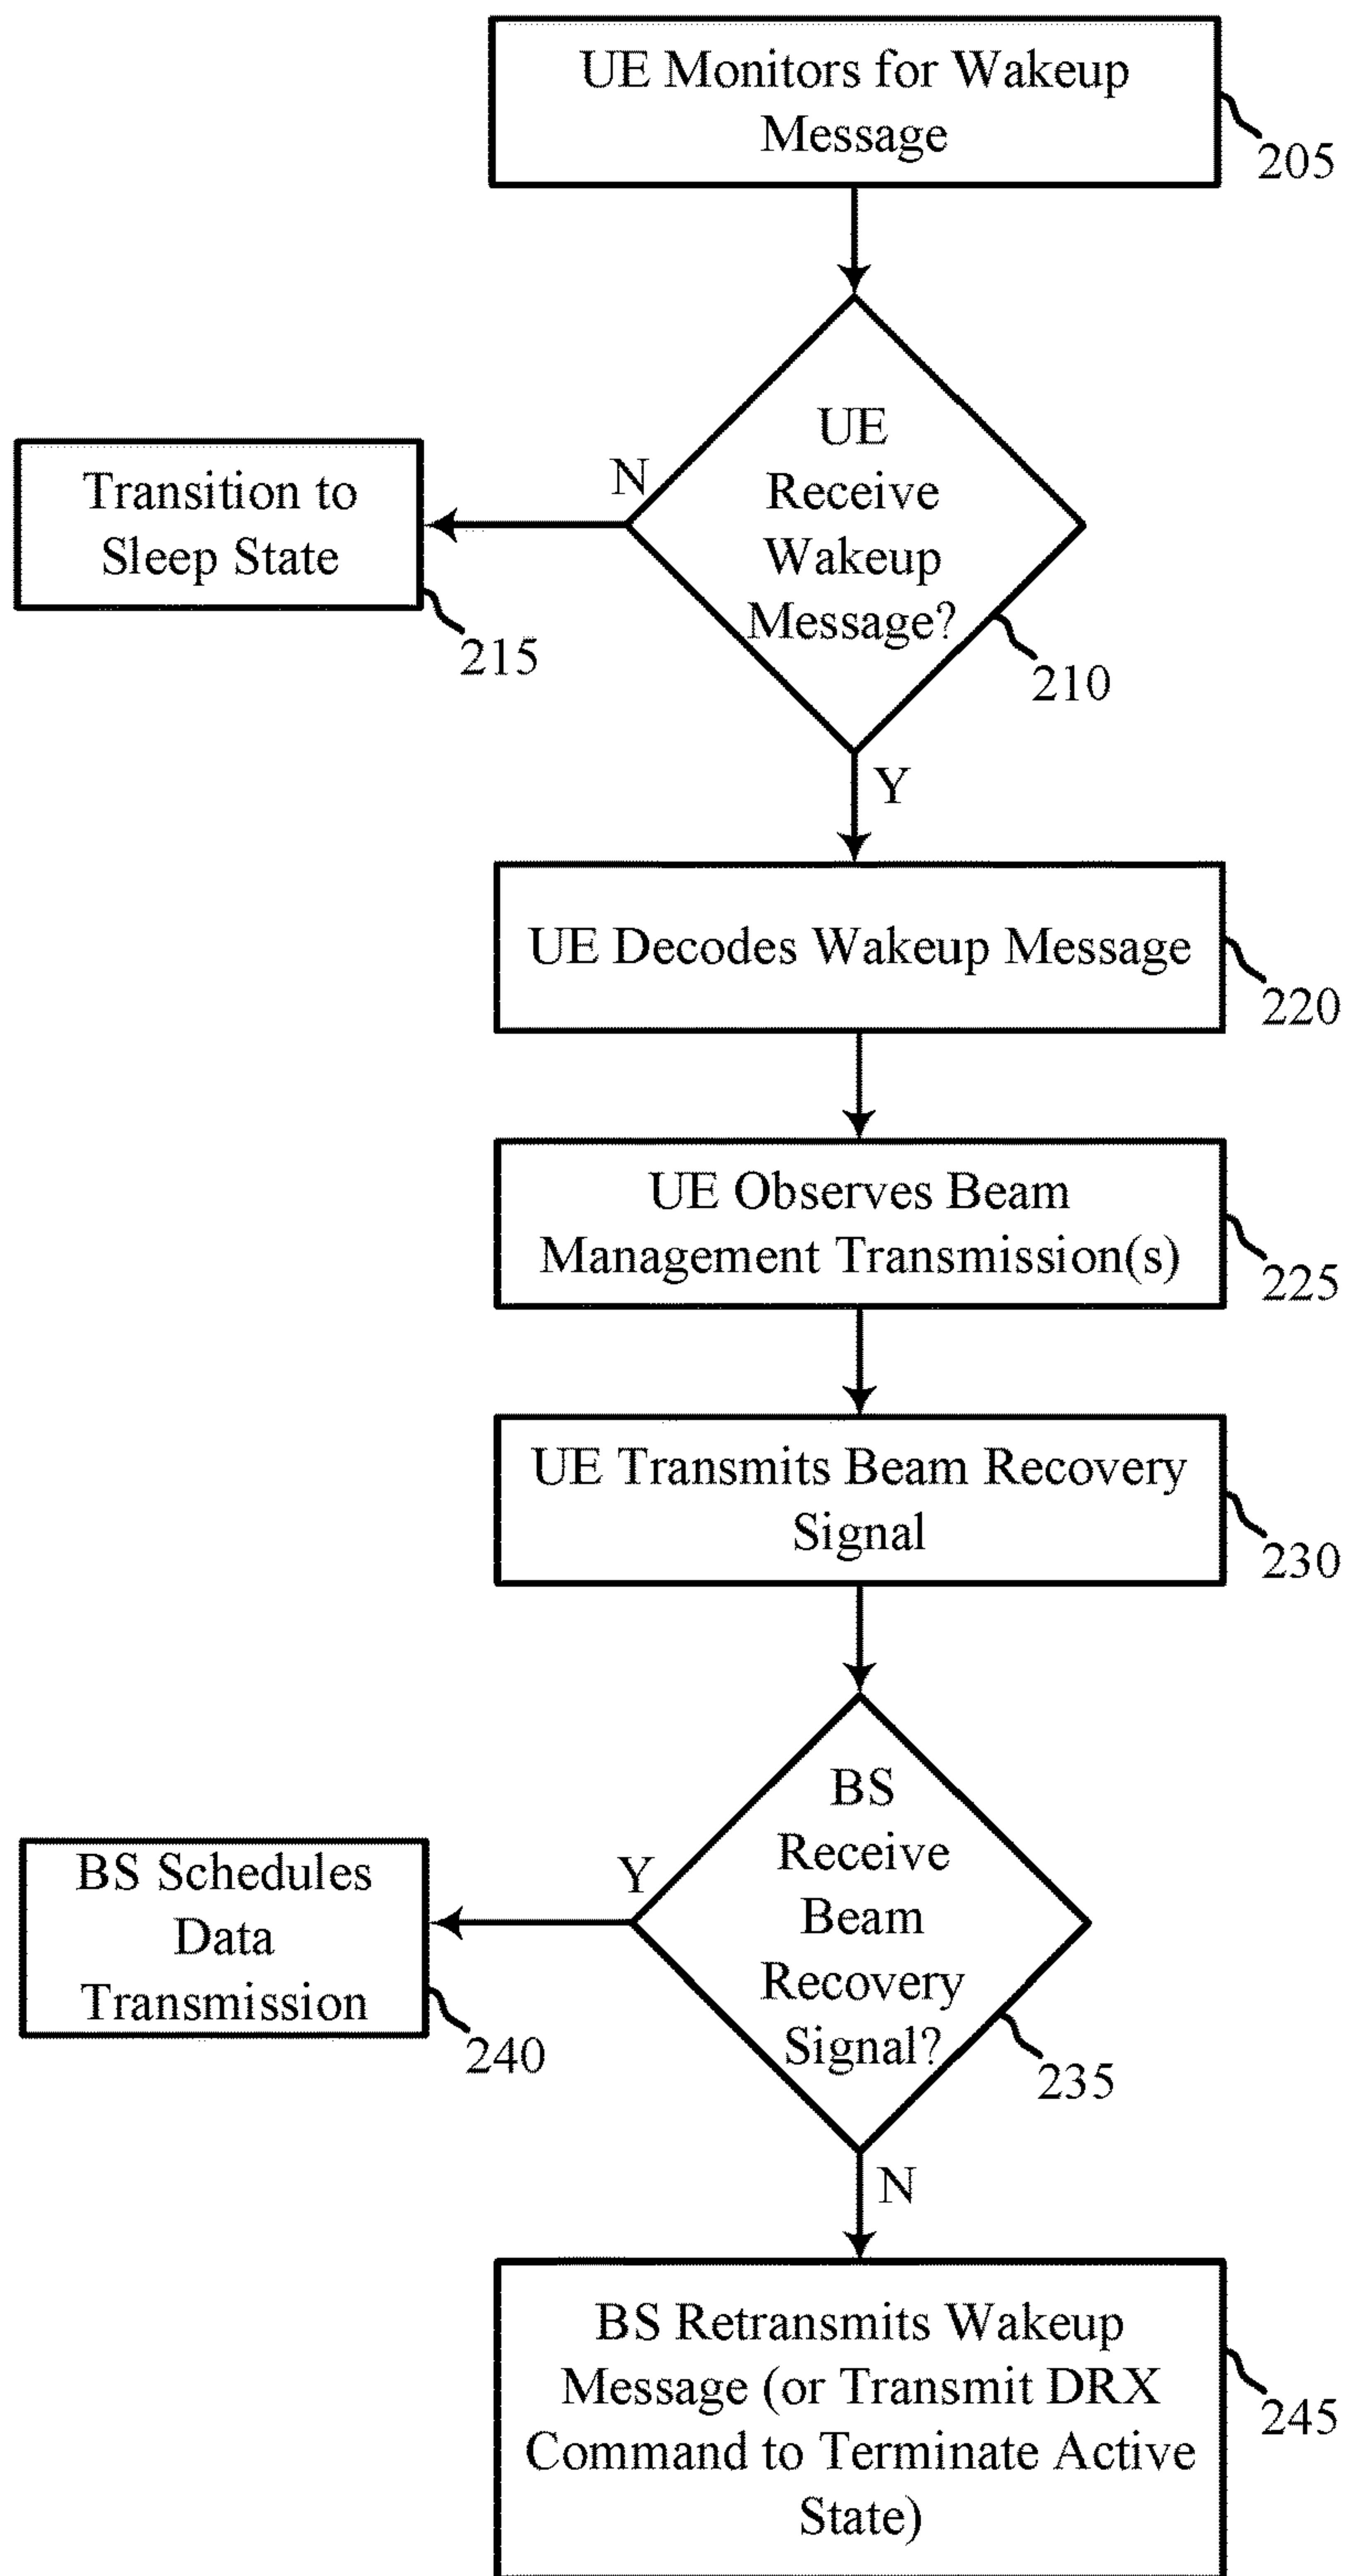 UE Monitors for Wakeup
Message
205
UE
Receive
Wakeup
Message?
210
N
Transition to
Sleep State
215
Y
UE Decodes Wakeup Message
220
UE Observes Beam
Management Transmission(s)
225
UE Transmits Beam Recovery
Signal
230
BS
Receive
Beam
Recovery
Signal?
235
Y
BS Schedules
Data
Transmission
240
N
BS Retransmits Wakeup
Message (or Transmit DRX
Command to Terminate Active
State)
245